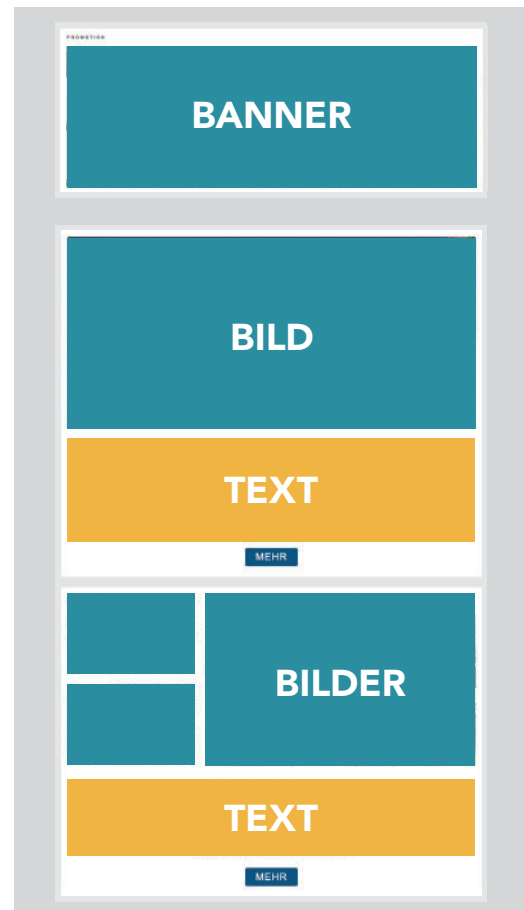 PROMOTION
BANNER
BILD
TEXT
MEHR
BILDER
TEXT
MEHR